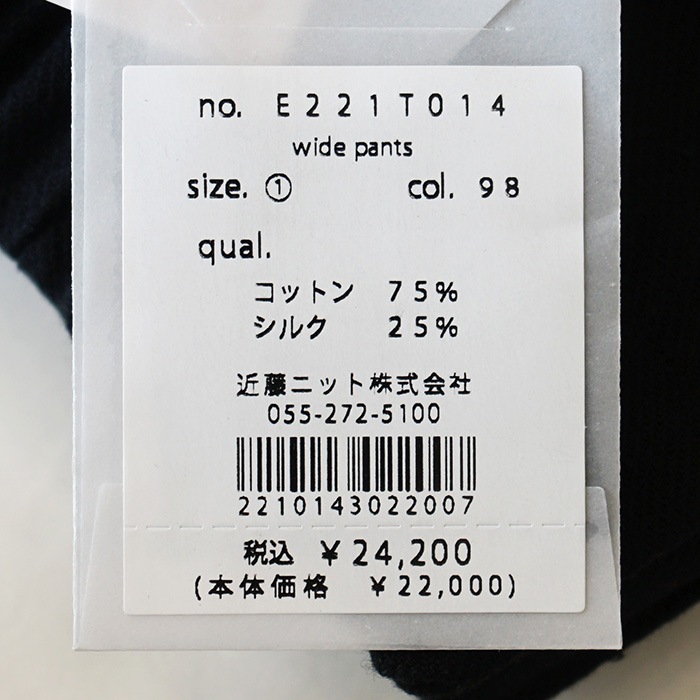 no. E221T014
wide pants
size. ① col. 98
qual.
コットン 75%
シルク 25%
近藤ニット株式会社
055-272-5100
2210143022007
税込 ¥24,200
(本体価格 ¥22,000)